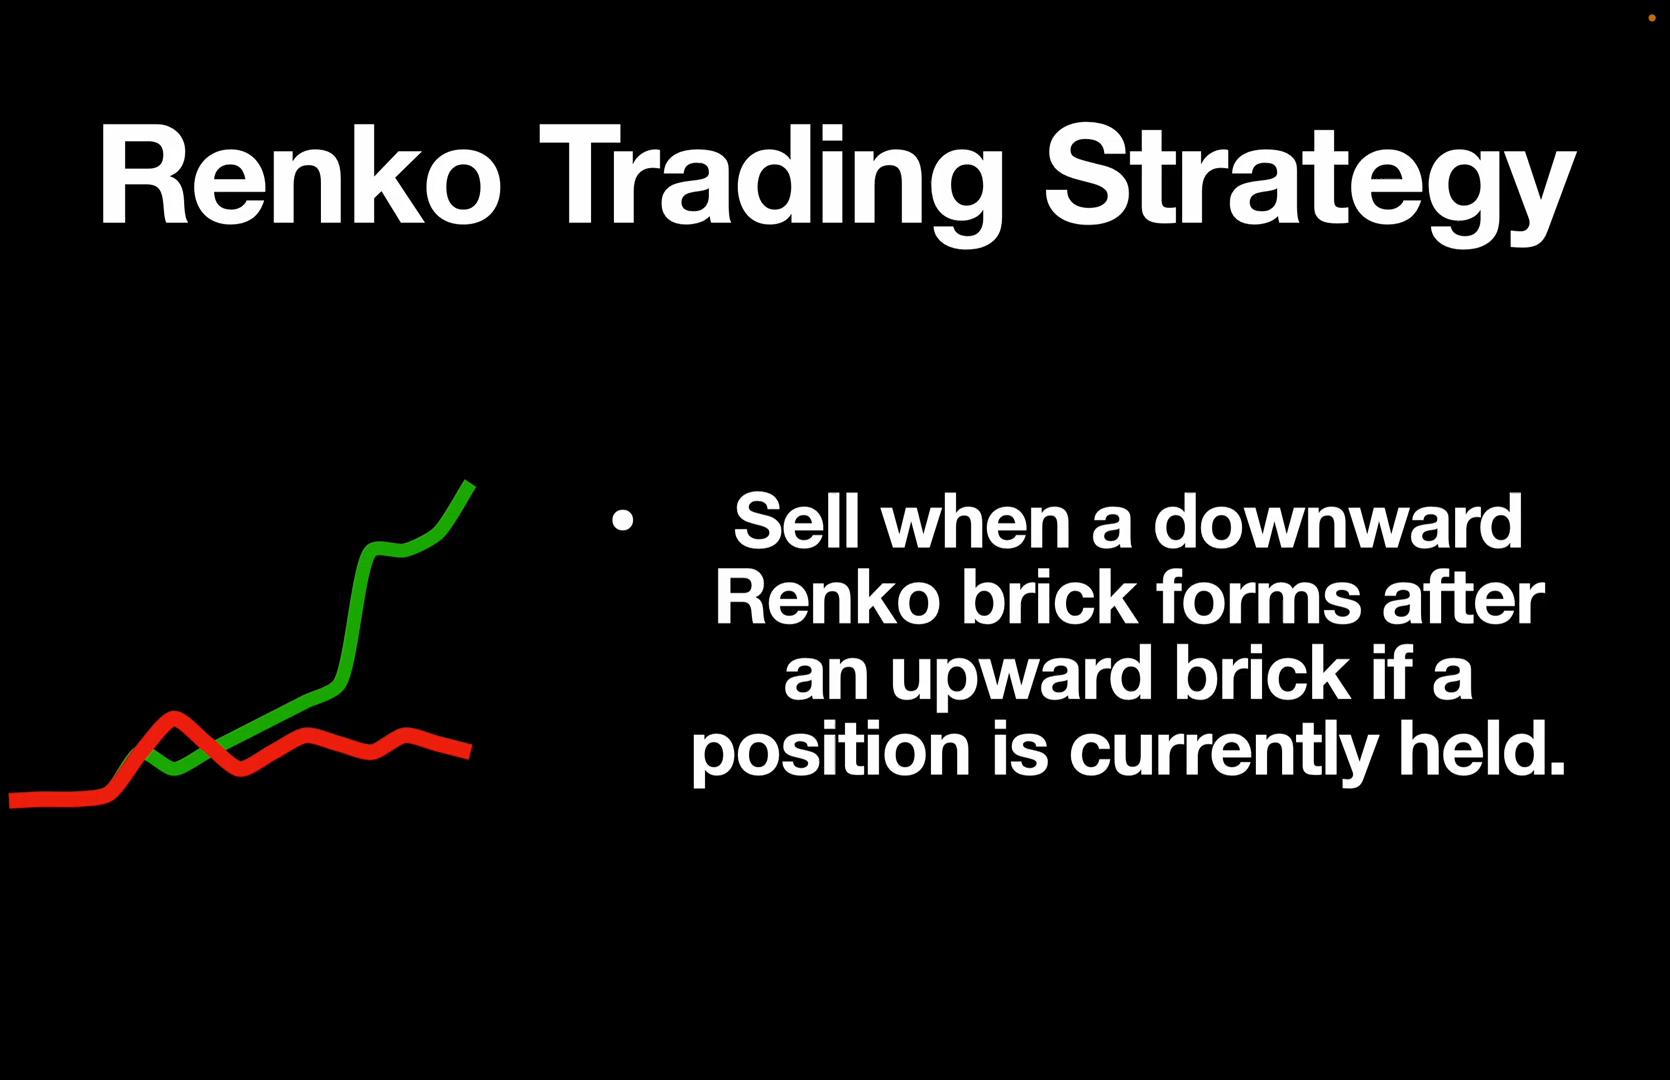 Renko Trading Strategy
• Sell when a downward
Renko brick forms after
an upward brick if a
position is currently held.